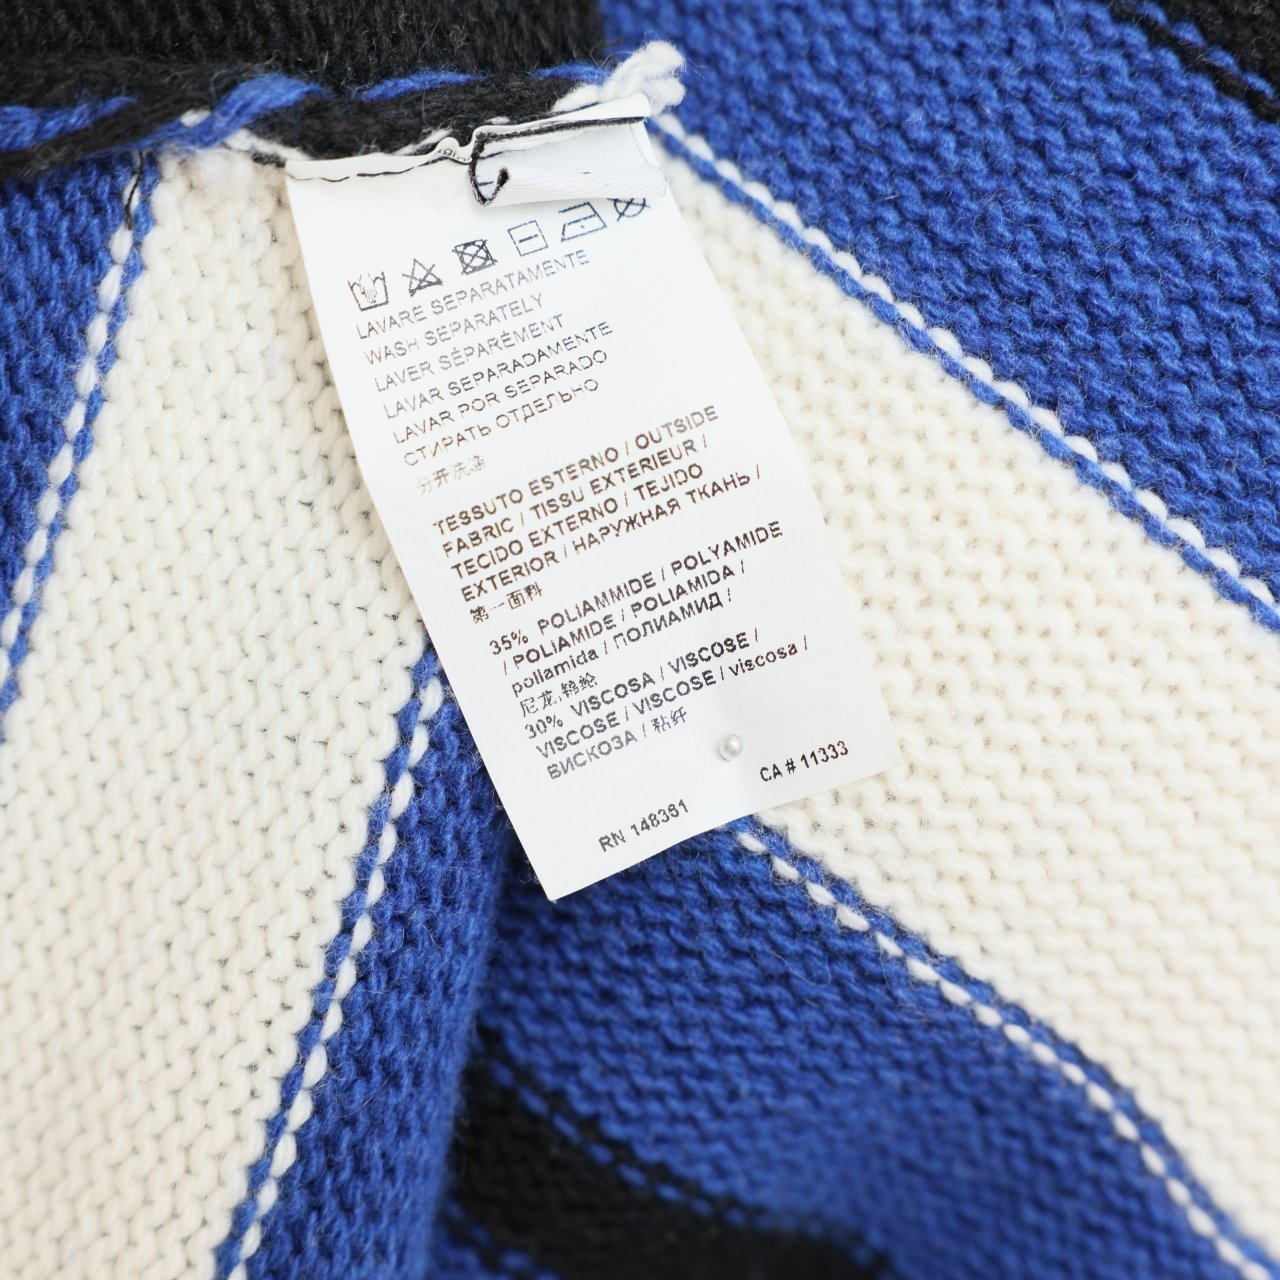 LAVARE SEPARATAMENTE
WASH SEPARATELY
LAVER SÉPARÉMENT
LAVAR SEPARADAMENTE
LAVAR POR SEPARADO
СТИРАТЬ ОТДЕЛЬНО
分开洗涤
TESSUTO ESTERNO / OUTSIDE
FABRIC / TISSU EXTERIEUR /
TECIDO EXTERNO / TEJIDO
EXTERIOR / НАРУЖНАЯ ТКАНЬ /
第一面料
35% POLIAMMIDE / POLYAMIDE
/ POLIAMIDE / POLIAMIDA /
poliamida / ПОЛИАМИД /
尼龙,锦纶
30% VISCOSA / VISCOSE /
VISCOSE / VISCOSE / viscosa /
ВИСКОЗА / 粘纤
RN 148381 CA # 11333